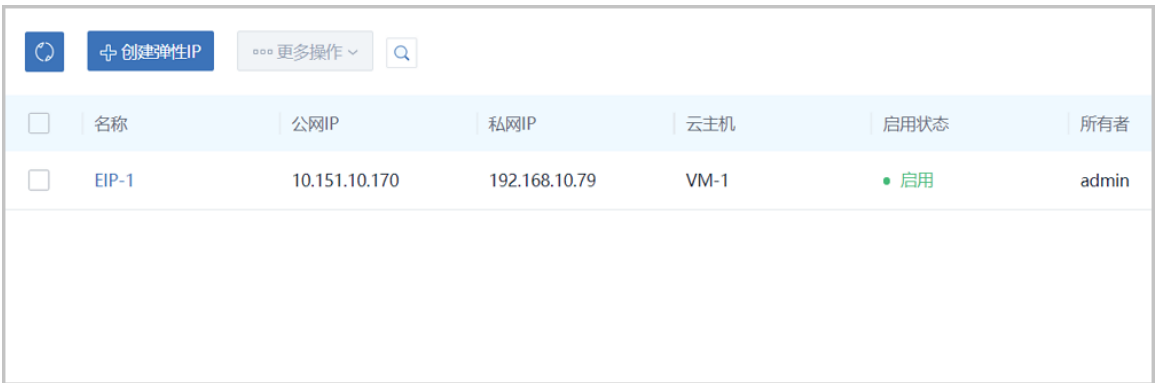 创建弹性IP 更多操作
名称 公网IP 私网IP 云主机 启用状态 所有者
EIP-1 10.151.10.170 192.168.10.79 VM-1 启用 admin